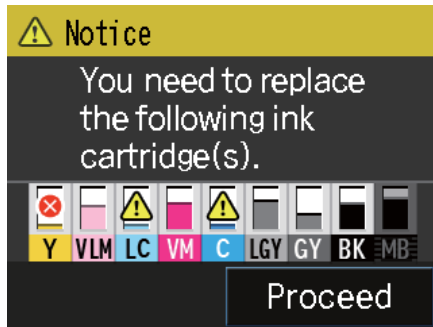 Notice
You need to replace
the following ink
cartridge(s).
Y VLM LC VM C LGY GY BK MB
Proceed